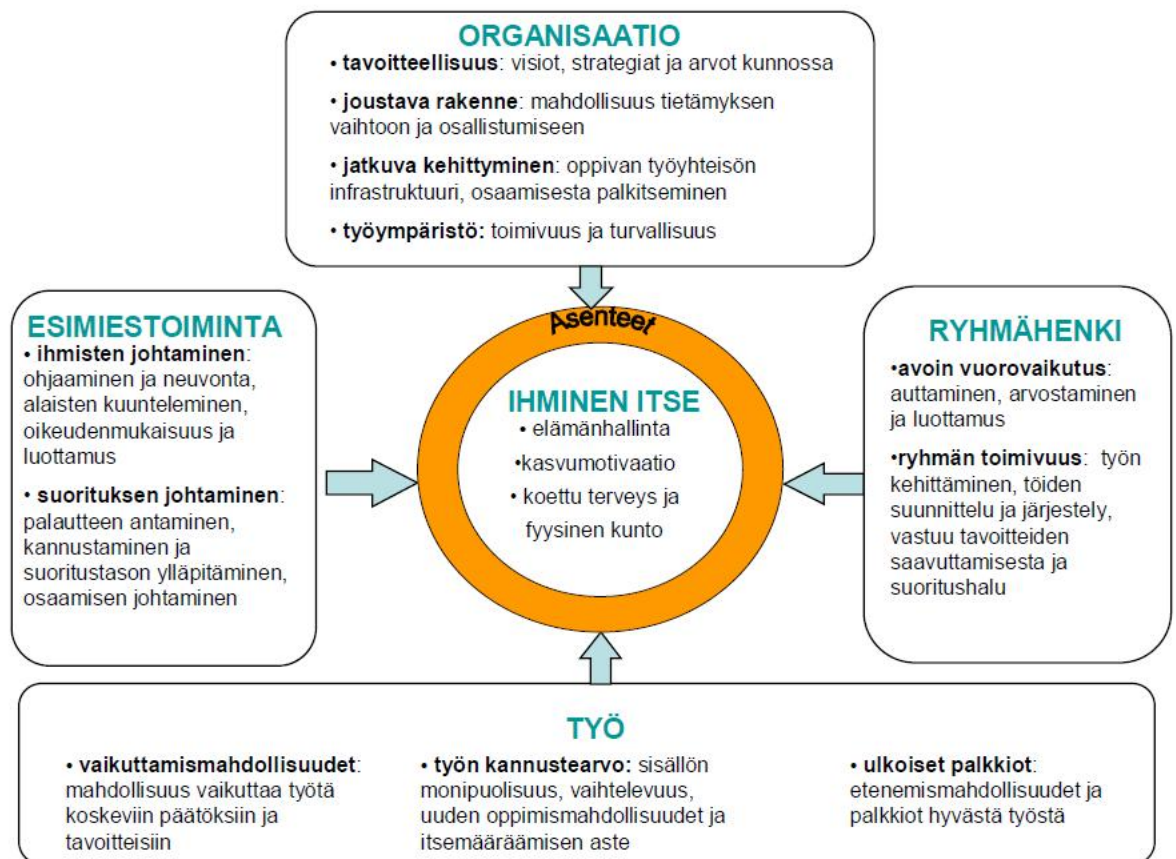 ORGANISAATIO
• tavoitteellisuus: visiot, strategiat ja arvot kunnossa
• joustava rakenne: mahdollisuus tietämyksen
vaihtoon ja osallistumiseen
• jatkuva kehittyminen: oppivan työyhteisön
infrastruktuuri, osaamisesta palkitseminen
• työympäristö: toimivuus ja turvallisuus
ESIMIESTOIMINTA
• ihmisten johtaminen:
ohjaaminen ja neuvonta,
alaisten kuunteleminen,
oikeudenmukaisuus ja
luottamus
• suorituksen johtaminen:
palautteen antaminen,
kannustaminen ja
suoritustason ylläpitäminen,
osaamisen johtaminen
Asenteet
IHMINEN ITSE
• elämänhallinta
•kasvumotivaatio
• koettu terveys ja
fyysinen kunto
RYHMÄHENKI
•avoin vuorovaikutus:
auttaminen, arvostaminen
ja luottamus
•ryhmän toimivuus: työn
kehittäminen, töiden
suunnittelu ja järjestely,
vastuu tavoitteiden
saavuttamisesta ja
suoritushalu
TYÖ
• vaikuttamismahdollisuudet:
mahdollisuus vaikuttaa työtä
koskeviin päätöksiin ja
tavoitteisiin
• työn kannustearvo: sisällön
monipuolisuus, vaihtelevuus,
uuden oppimismahdollisuudet ja
itsemääräämisen aste
• ulkoiset palkkiot:
etenemismahdollisuudet ja
palkkiot hyvästä työstä